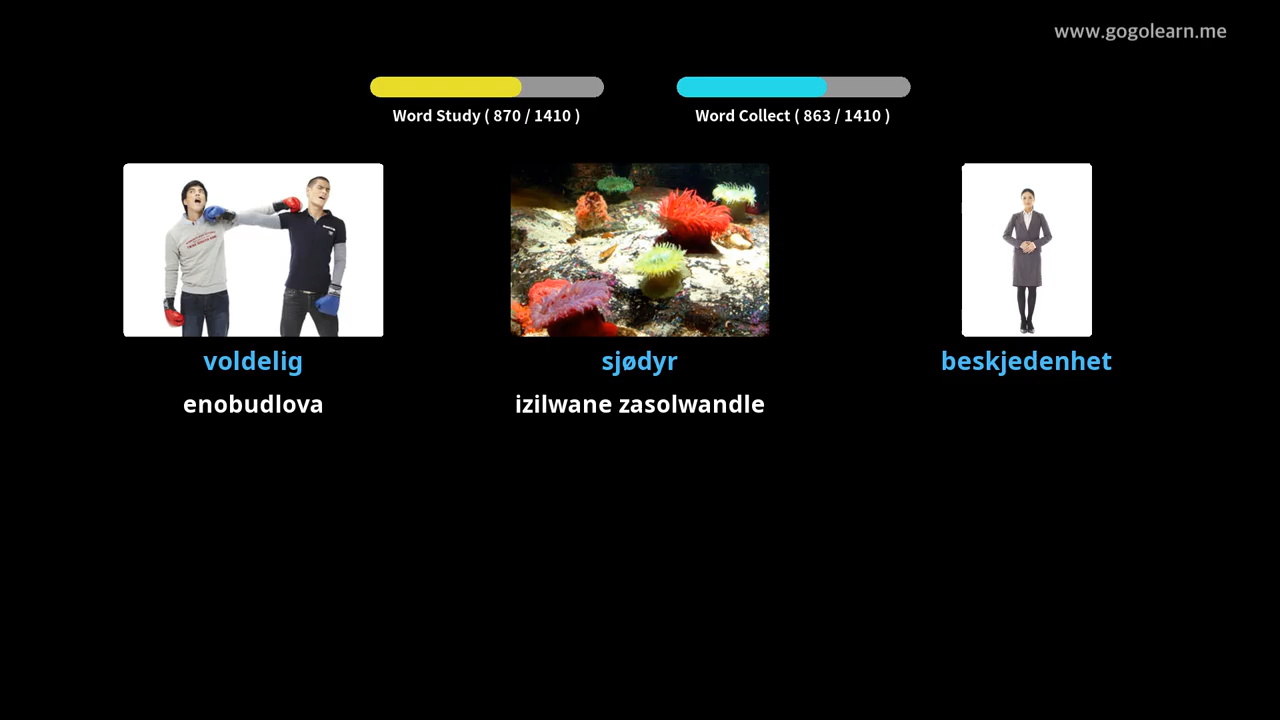 www.gogolearn.me
Word Study ( 870 / 1410 )
Word Collect ( 863 / 1410 )
voldelig
sjødyr
beskjedenhet
enobudlova
izilwane zasolwandle